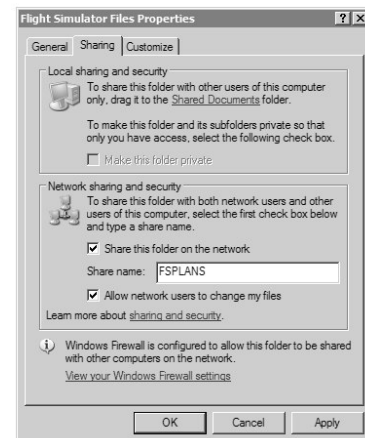 Flight Simulator Files Properties
General Sharing Customize
Local sharing and security
To share this folder with other users of this computer
only, drag it to the Shared Documents folder.
To make this folder and its subfolders private so that
only you have access, select the following check box.
Make this folder private
Network sharing and security
To share this folder with both network users and other
users of this computer, select the first check box below
and type a share name.
Share this folder on the network
Share name: FSPLANS
Allow network users to change my files
Learn more about sharing and security.
Windows Firewall is configured to allow this folder to be shared
with other computers on the network.
View your Windows Firewall settings
OK Cancel Apply